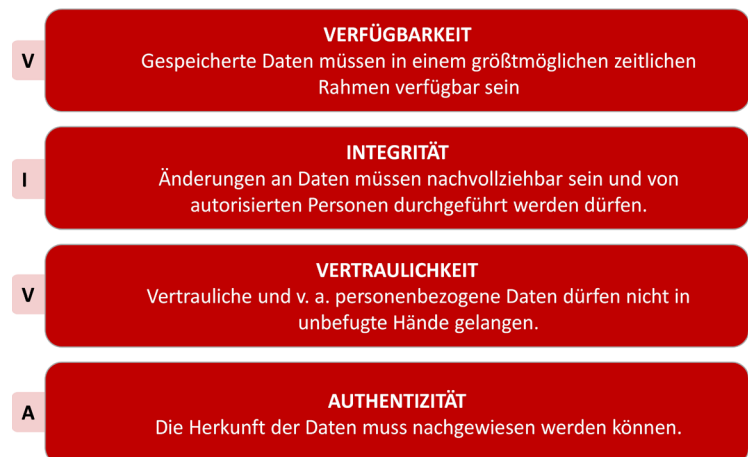 V
VERFÜGBARKEIT
Gespeicherte Daten müssen in einem größtmöglichen zeitlichen
Rahmen verfügbar sein
I
INTEGRITÄT
Änderungen an Daten müssen nachvollziehbar sein und von
autorisierten Personen durchgeführt werden dürfen.
V
VERTRAULICHKEIT
Vertrauliche und v. a. personenbezogene Daten dürfen nicht in
unbefugte Hände gelangen.
A
AUTHENTIZITÄT
Die Herkunft der Daten muss nachgewiesen werden können.